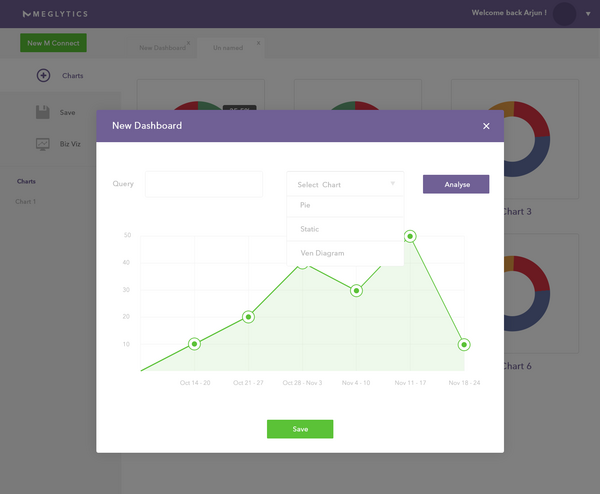 MEGLYTICS
Welcome back Arjun !
New M Connect
New Dashboard
Un named
Charts
Save
Biz Viz
Charts
Chart 1
New Dashboard
Query
Select Chart
Analyse
Pie
Static
Ven Diagram
50
40
30
20
10
Oct 14 - 20
Oct 21 - 27
Oct 28 - Nov 3
Nov 4 - 10
Nov 11 - 17
Nov 18 - 24
Save
Chart 3
Chart 6